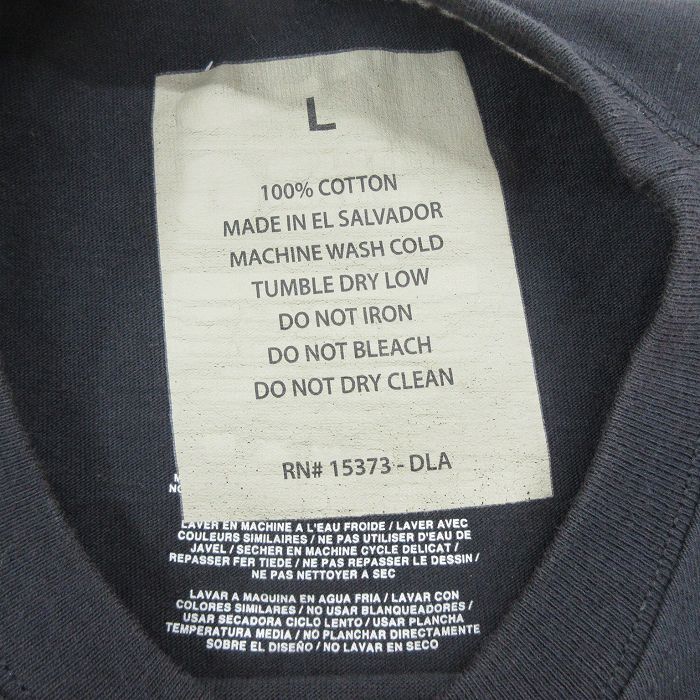 L
100% COTTON
MADE IN EL SALVADOR
MACHINE WASH COLD
TUMBLE DRY LOW
DO NOT IRON
DO NOT BLEACH
DO NOT DRY CLEAN
RN# 15373 - DLA
LAVER EN MACHINE A L'EAU FROIDE / LAVER AVEC
COULEURS SIMILAIRES / NE PAS UTILISER D'EAU DE
JAVEL / SECHER EN MACHINE CYCLE DELICAT /
REPASSER FER TIEDE / NE PAS REPASSER LE DESSIN /
NE PAS NETTOYER A SEC
LAVAR A MAQUINA EN AGUA FRIA / LAVAR CON
COLORES SIMILARES / NO USAR BLANQUEADORES /
USAR SECADORA CICLO LENTO / USAR PLANCHA
TEMPERATURA MEDIA / NO PLANCHAR DIRECTAMENTE
SOBRE EL DISEÑO / NO LAVAR EN SECO